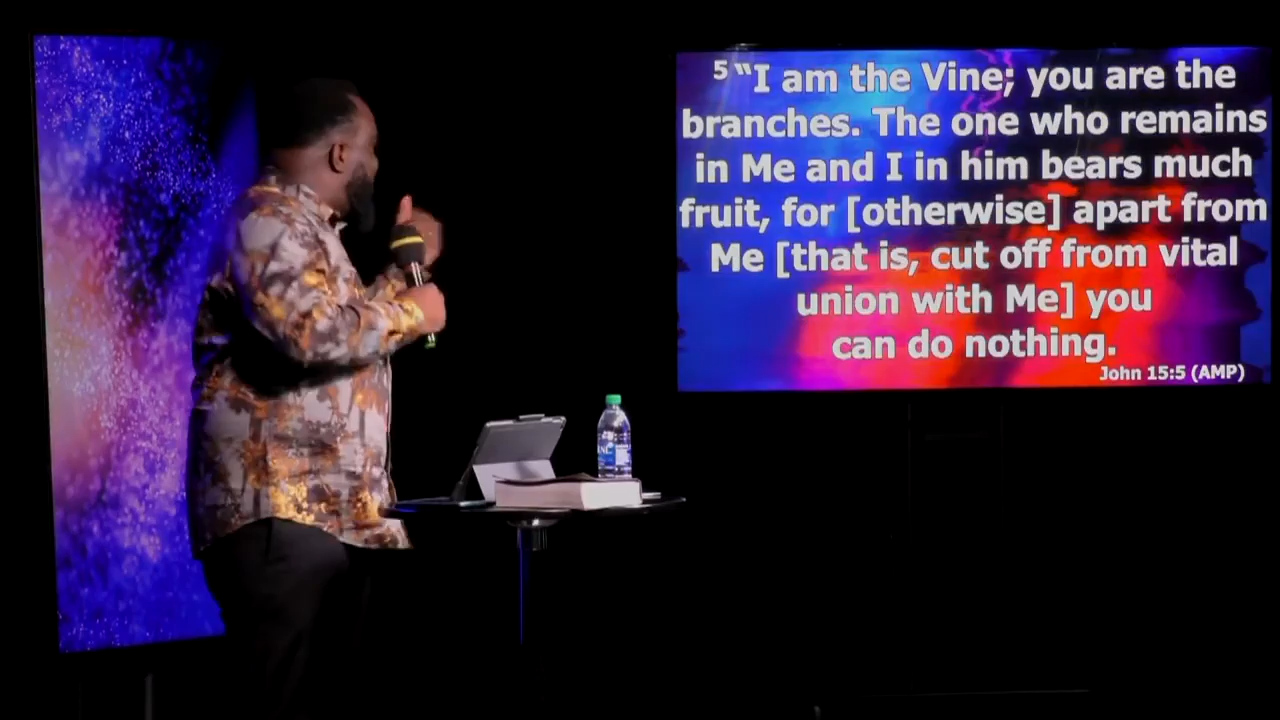 5 “I am the Vine; you are the
branches. The one who remains
in Me and I in him bears much
fruit, for [otherwise] apart from
Me [that is, cut off from vital
union with Me] you
can do nothing.
John 15:5 (AMP)